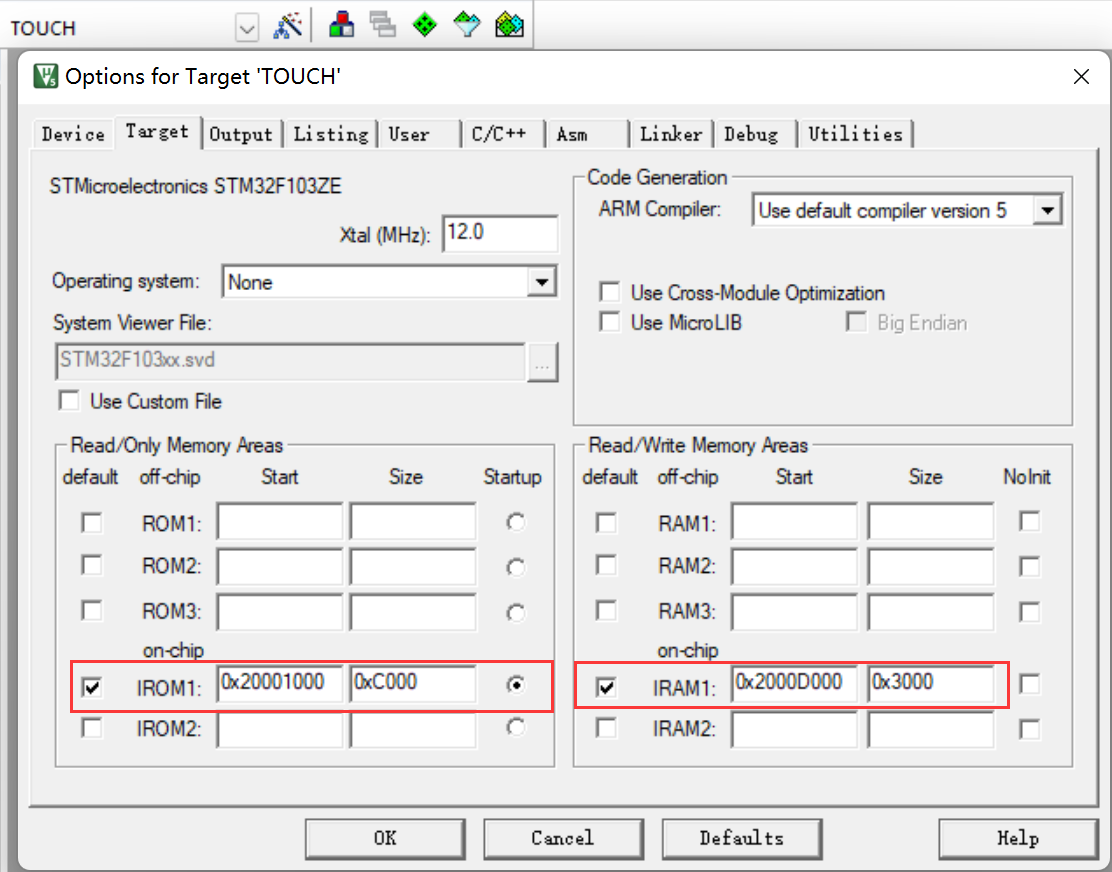 TOUCH
Options for Target 'TOUCH'
Device Target Output Listing User C/C++ Asm Linker Debug Utilities
STMicroelectronics STM32F103ZE
Xtal (MHz): 12.0
Operating system: None
System Viewer File:
STM32F103xx.svd ...
Use Custom File
Code Generation
ARM Compiler: Use default compiler version 5
Use Cross-Module Optimization
Use MicroLIB Big Endian
Read/Only Memory Areas
default off-chip Start Size Startup
ROM1:
ROM2:
ROM3:
on-chip
IROM1: 0x20001000 0xC000
IROM2:
Read/Write Memory Areas
default off-chip Start Size NoInit
RAM1:
RAM2:
RAM3:
on-chip
IRAM1: 0x2000D000 0x3000
IRAM2:
OK Cancel Defaults Help